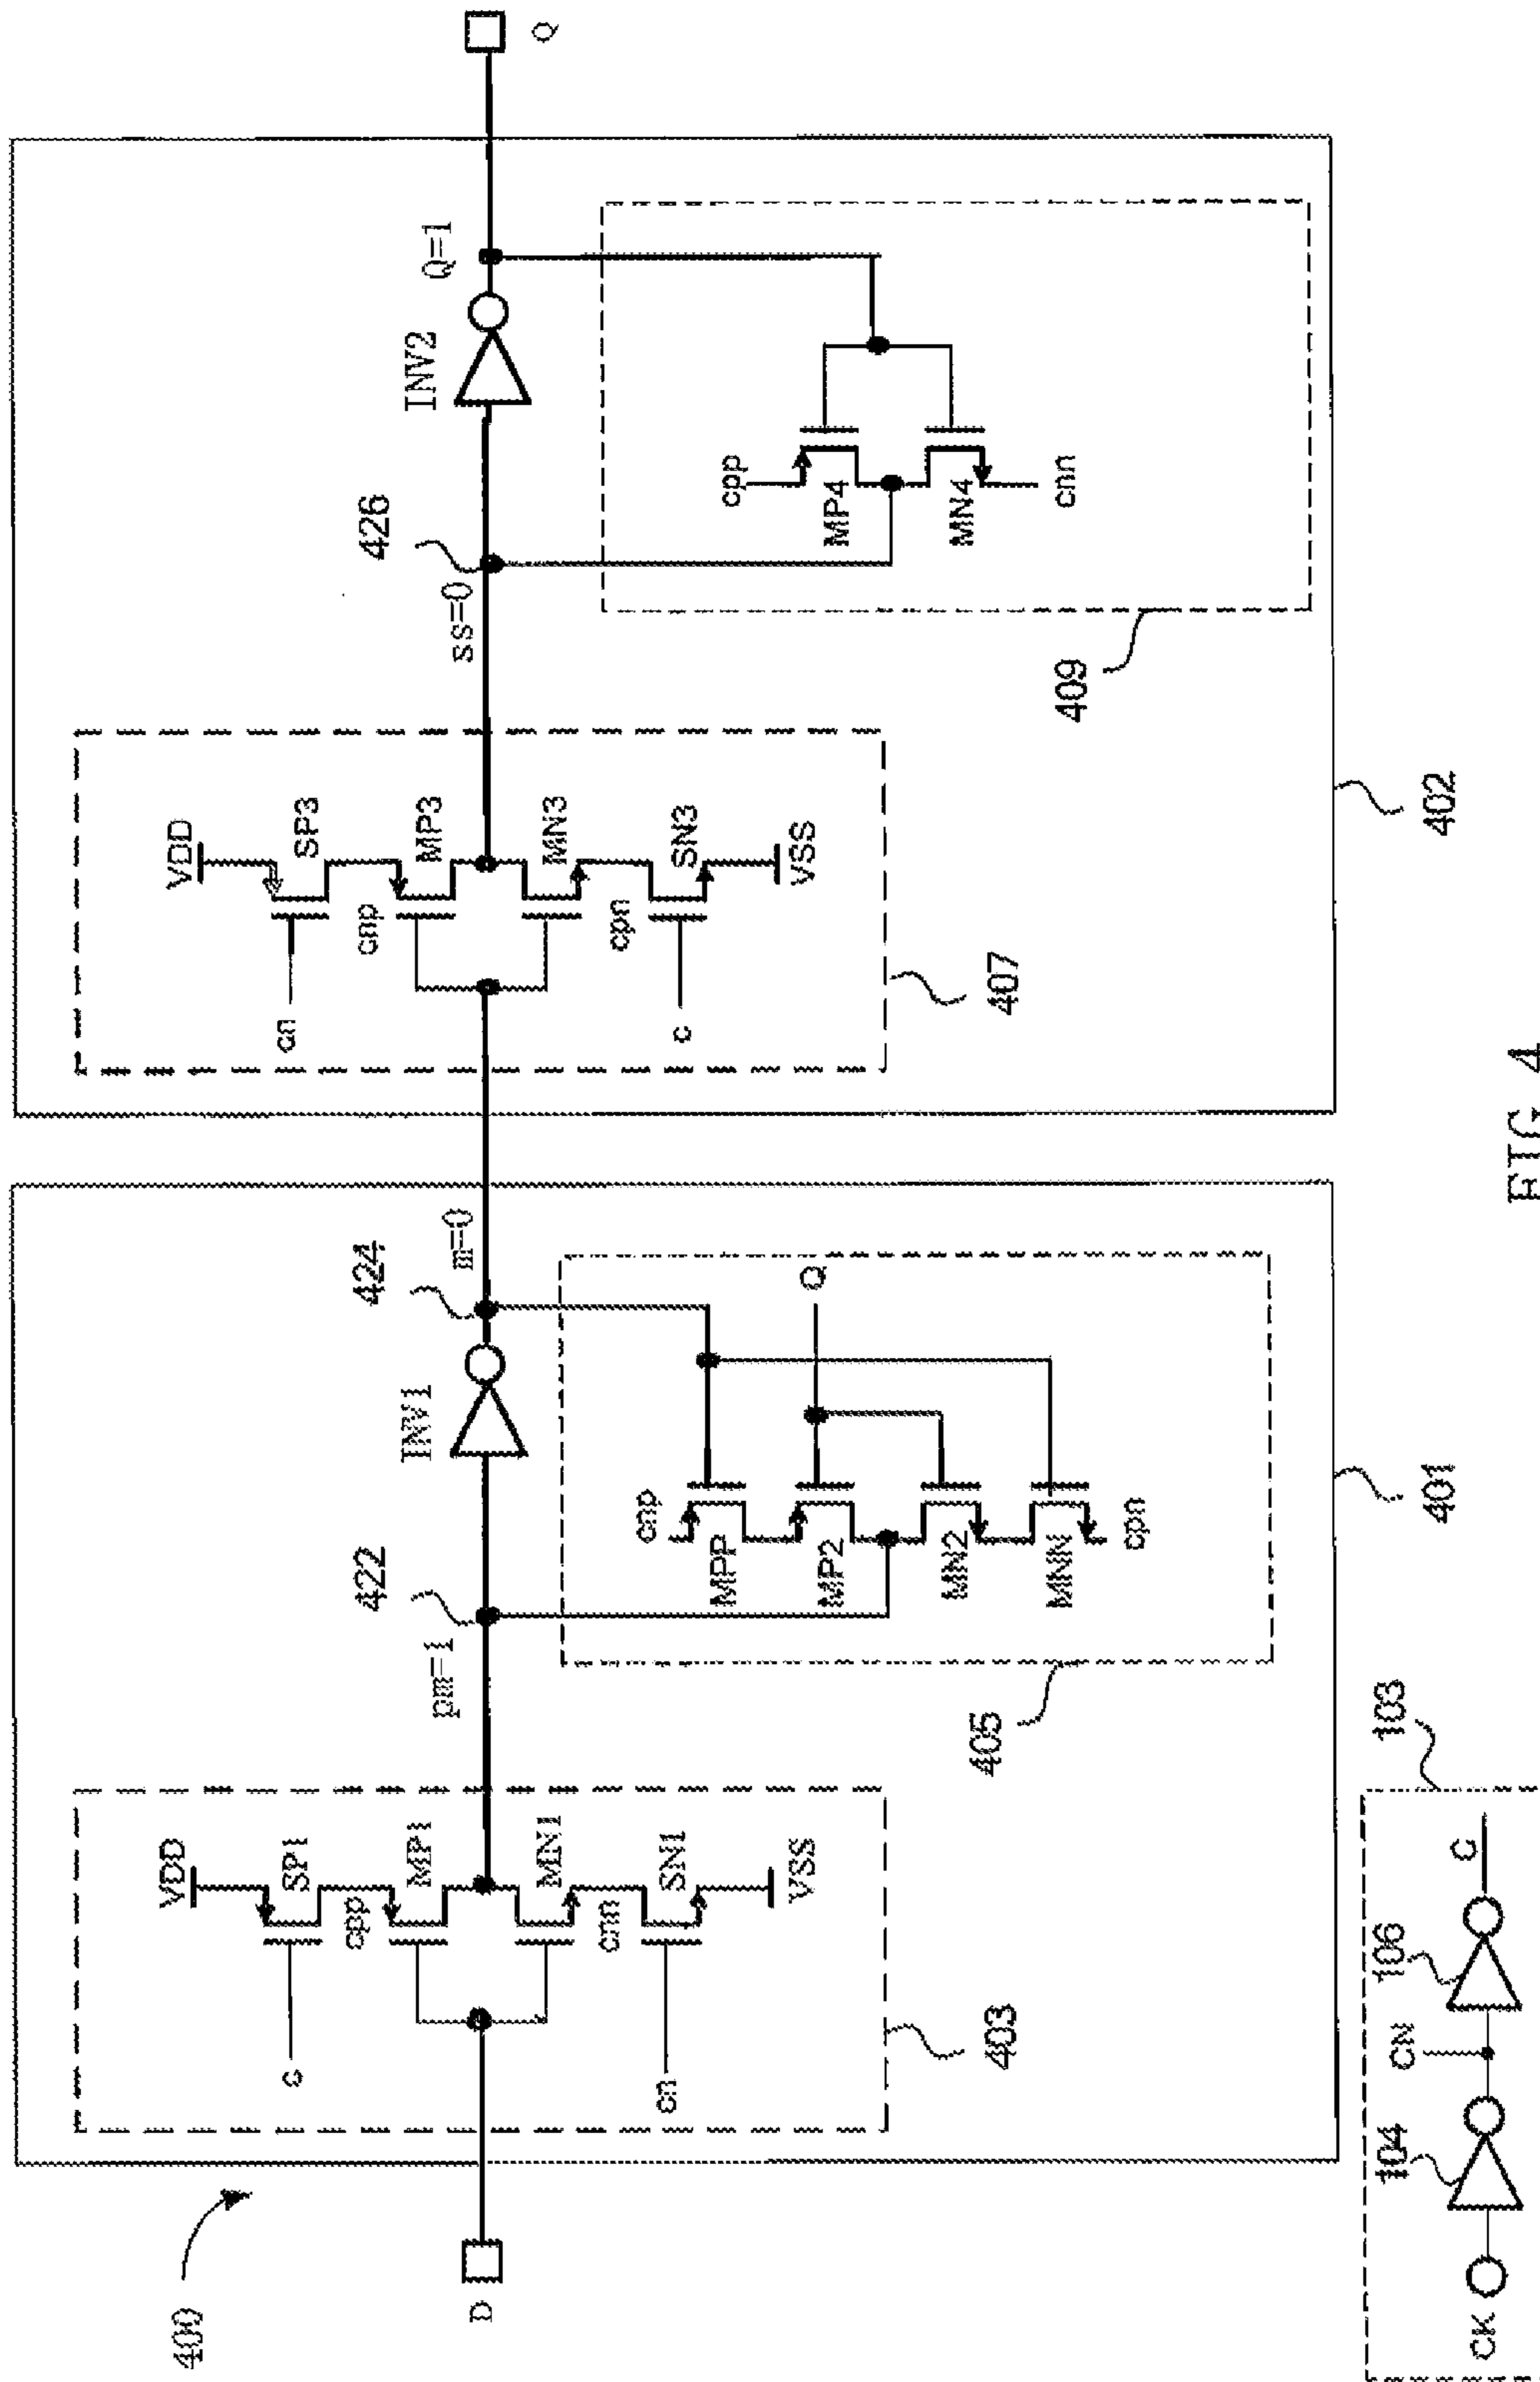 400
D
VDD
SP1
c
cpp
MP1
MN1
cnn
SN1
cn
VSS
403
pm=1
422
INV1
424
m=0
cnp
MPP
MP2
Q
MN2
MNN
cpn
405
401
VDD
SP3
cn
cnp
MP3
MN3
cpn
SN3
c
VSS
407
ss=0
426
INV2
Q=1
Q
cpp
MP4
MN4
cnn
409
402
103
CK
104
CN
106
C
FIG. 4